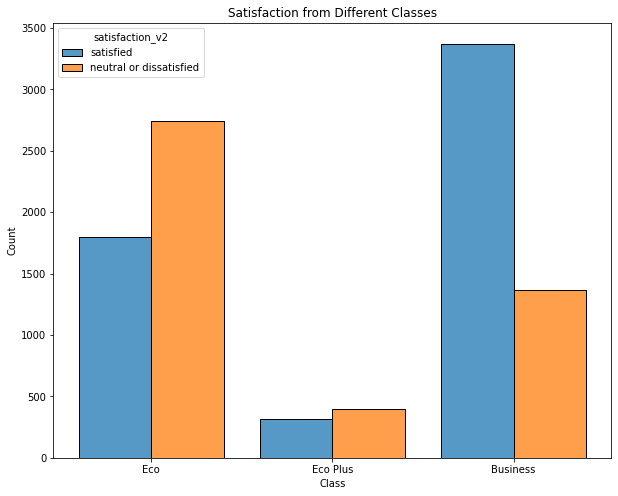 Satisfaction from Different Classes
satisfaction_v2
satisfied
neutral or dissatisfied
3500
3000
2500
2000
1500
1000
500
0
Count
Eco
Eco Plus
Business
Class